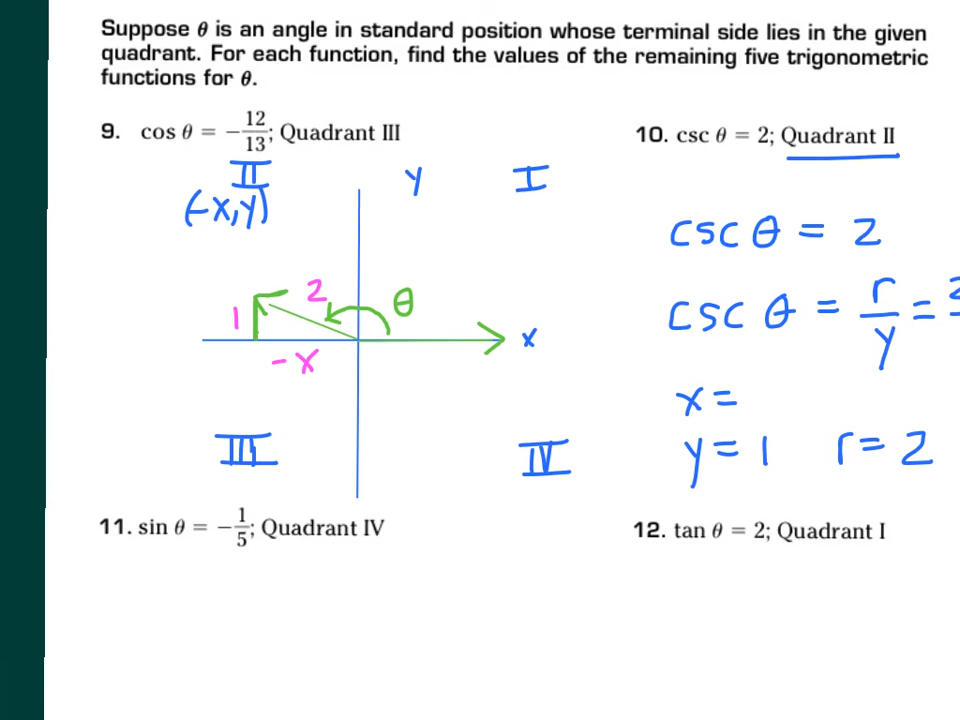 Suppose θ is an angle in standard position whose terminal side lies in the given
quadrant. For each function, find the values of the remaining five trigonometric
functions for θ.
9. cos θ = -12/13; Quadrant III
10. csc θ = 2; Quadrant II
II
(-x,y)
y
I
csc θ = 2
1
2
θ
csc θ = r/y =
-x
x
x =
III
IV
y = 1 r = 2
11. sin θ = -1/5; Quadrant IV
12. tan θ = 2; Quadrant I